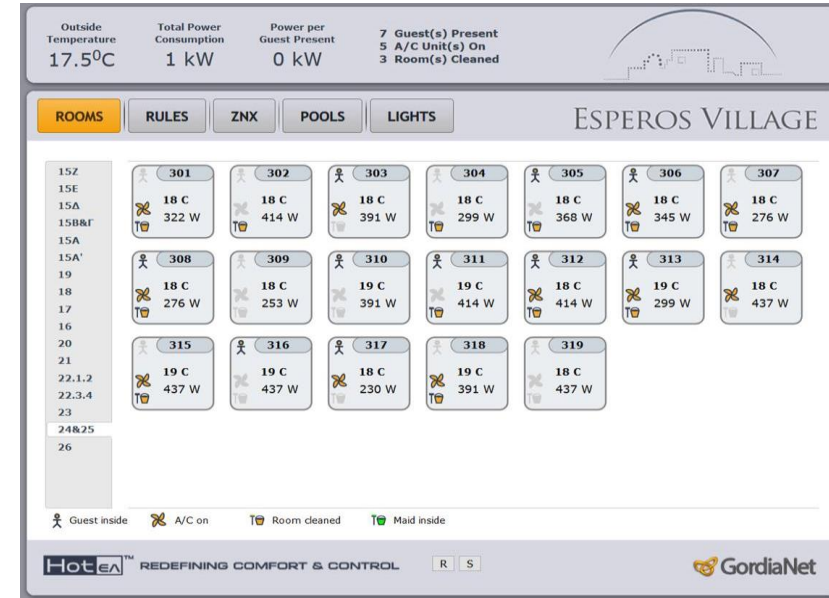 Outside Temperature
17.5⁰C
Total Power Consumption
1 kW
Power per Guest Present
0 kW
7 Guest(s) Present
5 A/C Unit(s) On
3 Room(s) Cleaned
ROOMS RULES ZNX POOLS LIGHTS
ESPEROS VILLAGE
15Z
15E
15Δ
15B&Γ
15A
15A'
19
18
17
16
20
21
22.1.2
22.3.4
23
24&25
26
301 302 303 304 305 306 307
18 C 18 C 18 C 18 C 18 C 18 C 18 C
322 W 414 W 391 W 299 W 368 W 345 W 276 W
308 309 310 311 312 313 314
18 C 18 C 19 C 19 C 18 C 19 C 18 C
276 W 253 W 391 W 414 W 414 W 299 W 437 W
315 316 317 318 319
19 C 19 C 18 C 19 C 18 C
437 W 437 W 230 W 391 W 437 W
Guest inside A/C on Room cleaned Maid inside
HotEΛ™ REDEFINING COMFORT & CONTROL R S GordiaNet